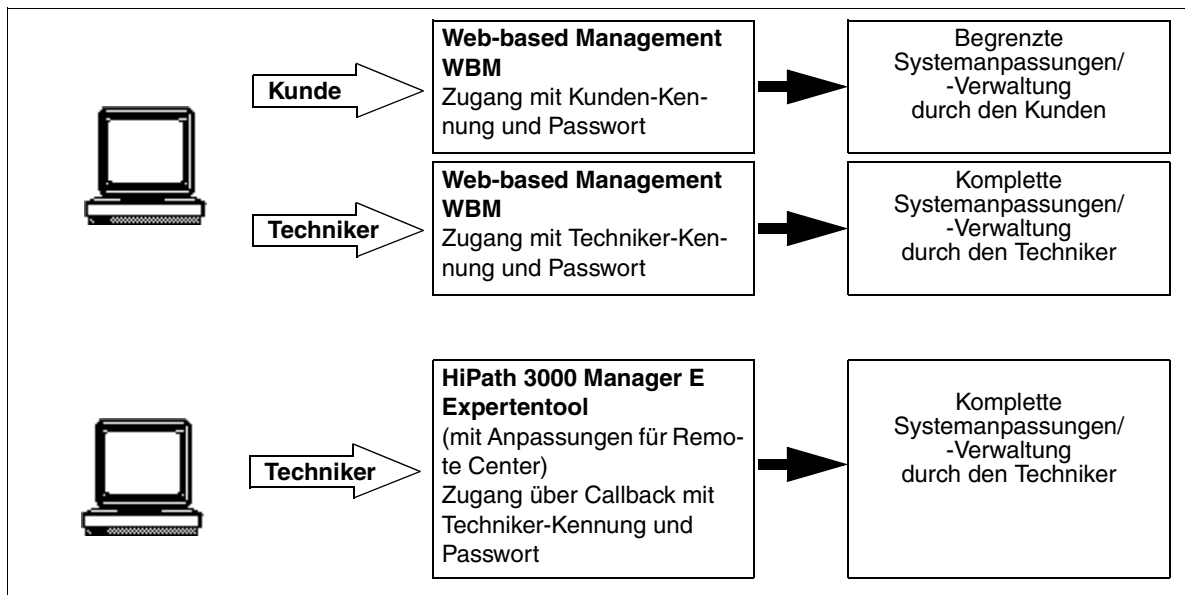 Kunde
Web-based Management
WBM
Zugang mit Kunden-Ken-
nung und Passwort
Begrenzte
Systemanpassungen/
-Verwaltung
durch den Kunden
Techniker
Web-based Management
WBM
Zugang mit Techniker-Ken-
nung und Passwort
Komplette
Systemanpassungen/
-Verwaltung
durch den Techniker
Techniker
HiPath 3000 Manager E
Expertentool
(mit Anpassungen für Remo-
te Center)
Zugang über Callback mit
Techniker-Kennung und
Passwort
Komplette
Systemanpassungen/
-Verwaltung
durch den Techniker